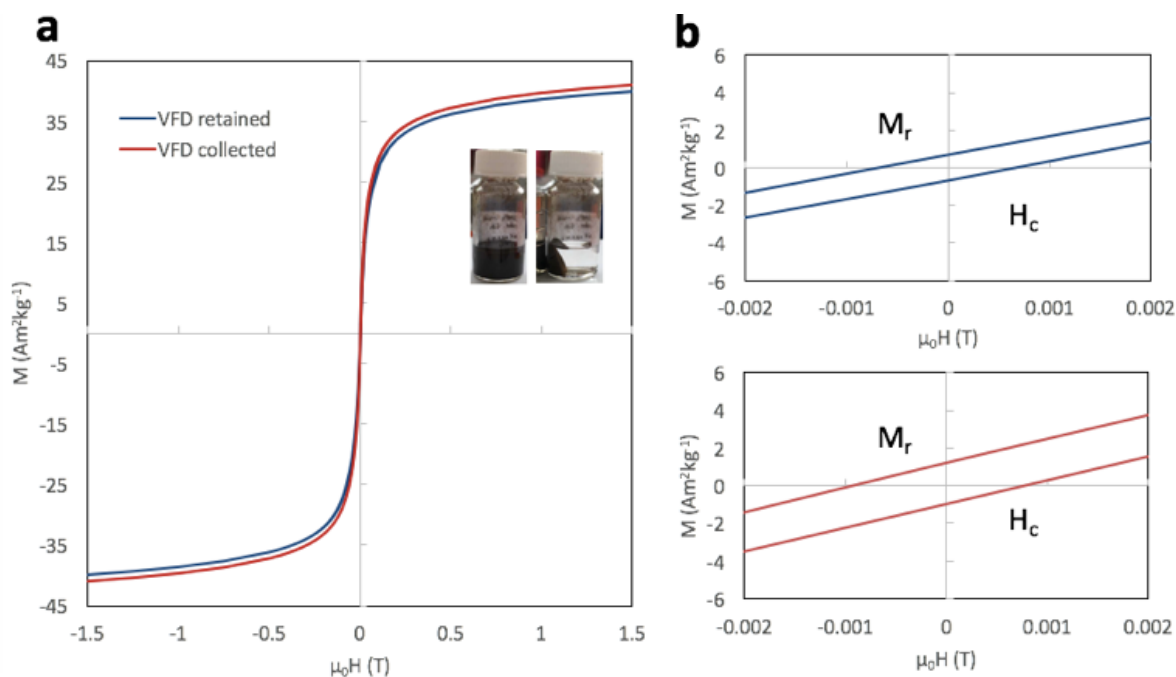 a
45
35
25
15
5
-5
-15
-25
-35
-45
M (Am²kg⁻¹)
-1.5
-1
-0.5
0
0.5
1
1.5
μ₀H (T)
VFD retained
VFD collected
b
6
4
2
0
-2
-4
-6
M (Am²kg⁻¹)
Mᵣ
H_c
-0.002
-0.001
0
0.001
0.002
μ₀H (T)
6
4
2
0
-2
-4
-6
M (Am²kg⁻¹)
Mᵣ
H_c
-0.002
-0.001
0
0.001
0.002
μ₀H (T)